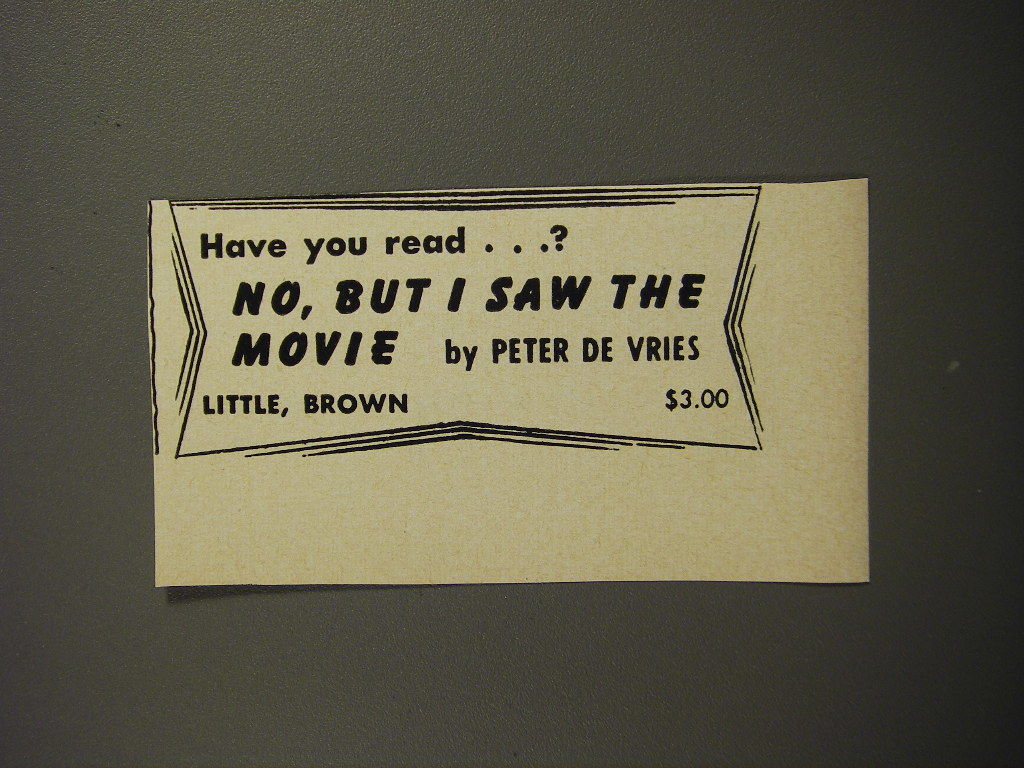 Have you read . . .?
NO, BUT I SAW THE
MOVIE by PETER DE VRIES
LITTLE, BROWN $3.00